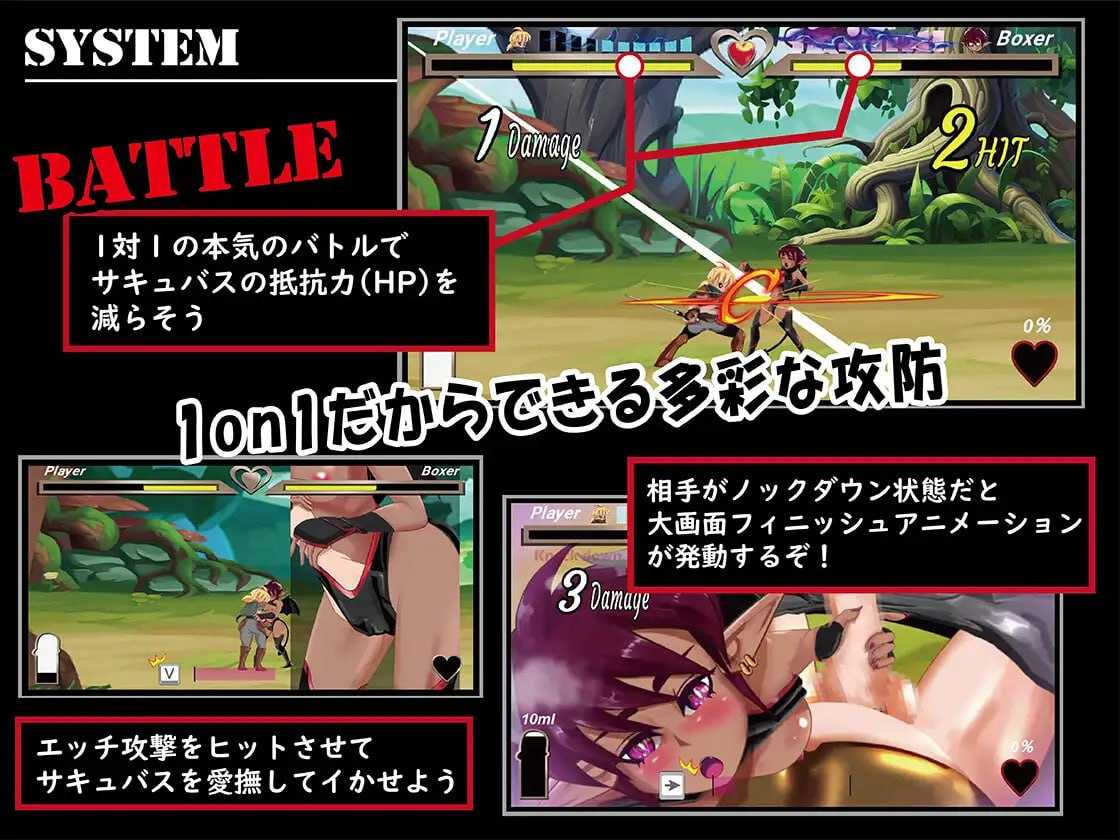 SYSTEM
BATTLE
Player
Boxer
1 Damage
2 HIT
0%
1対1の本気のバトルで
サキュバスの抵抗力(HP)を
減らそう
1on1だからできる多彩な攻防
Player
Boxer
V
エッチ攻撃をヒットさせて
サキュバスを愛撫してイかせよう
相手がノックダウン状態だと
大画面フィニッシュアニメーション
が発動するぞ!
Player
Knockdown
3 Damage
10ml
0%